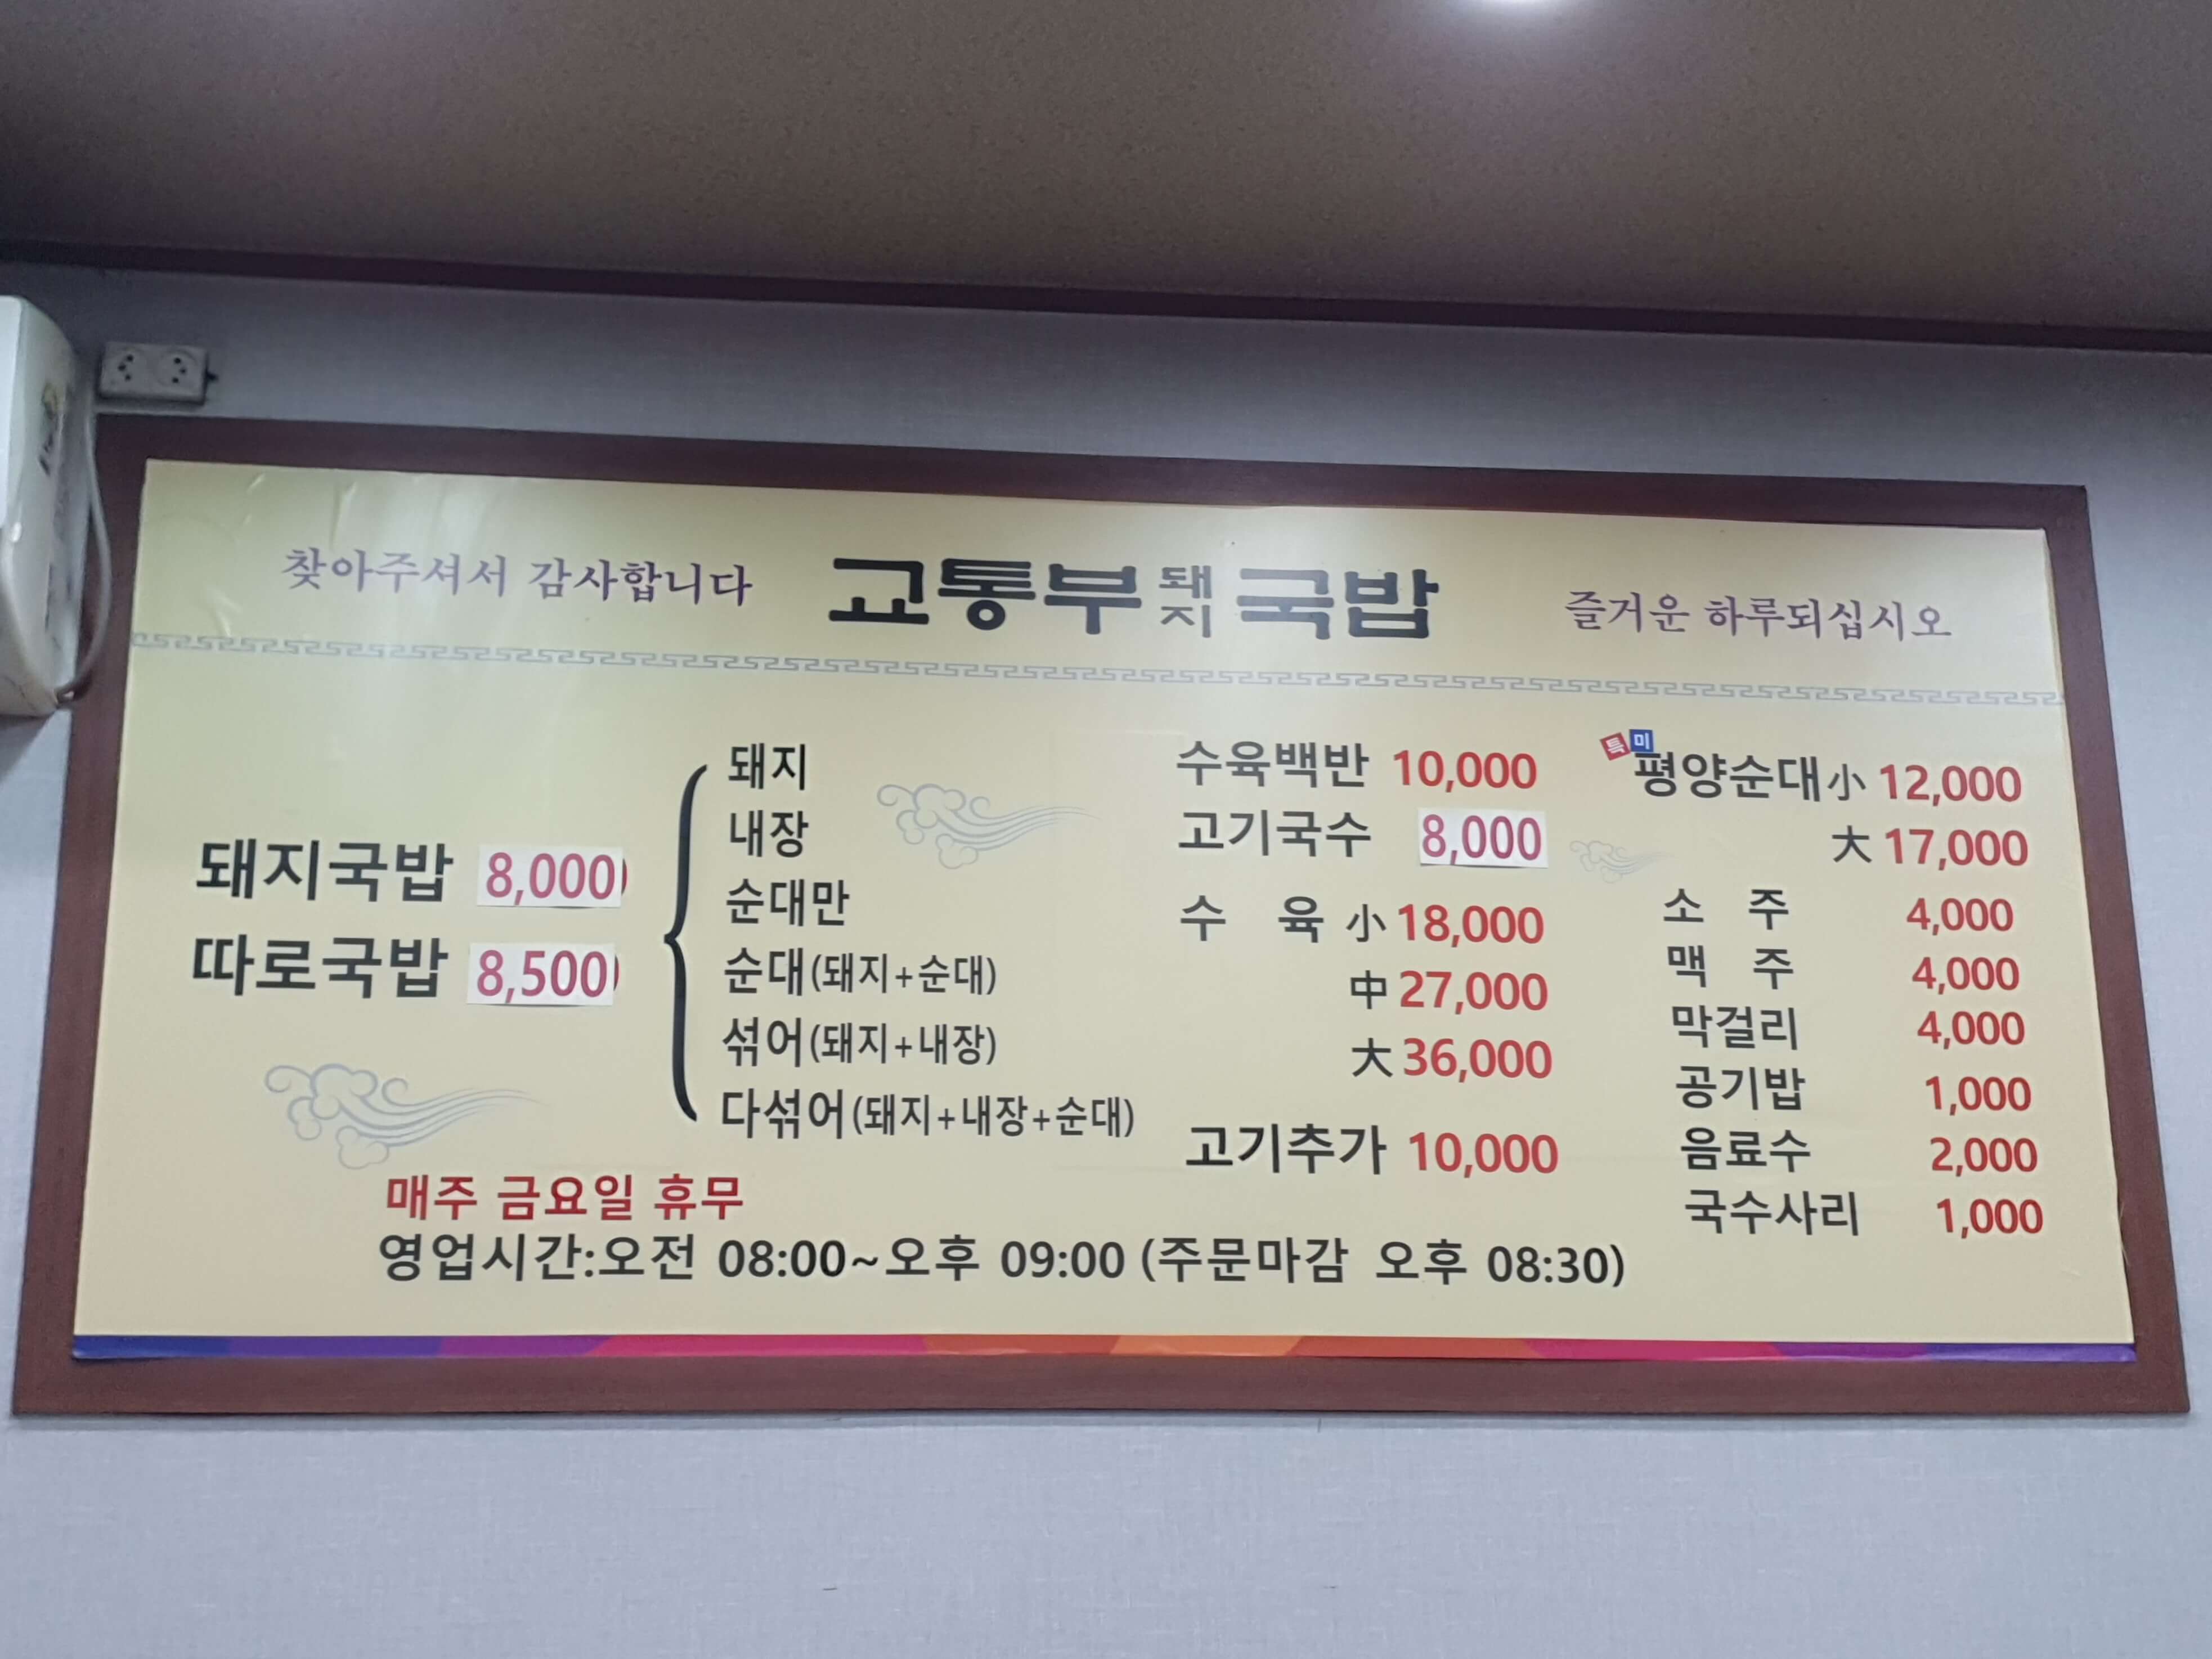 찾아주셔서 감사합니다 교통부돼지국밥 즐거운 하루되십시오
돼지국밥 8,000
따로국밥 8,500
돼지
내장
순대만
순대(돼지+순대)
섞어(돼지+내장)
다섞어(돼지+내장+순대)
수육백반 10,000
고기국수 8,000
수 육 小 18,000
中 27,000
大 36,000
고기추가 10,000
특미
평양순대 小 12,000
大 17,000
소 주 4,000
맥 주 4,000
막걸리 4,000
공기밥 1,000
음료수 2,000
국수사리 1,000
매주 금요일 휴무
영업시간:오전 08:00~오후 09:00 (주문마감 오후 08:30)